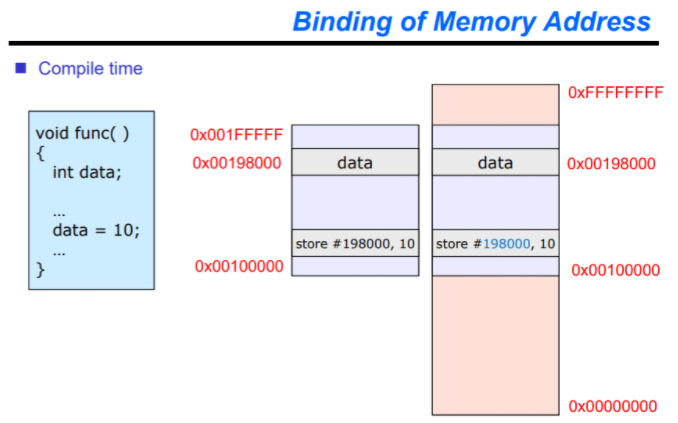 Binding of Memory Address
Compile time
void func( )
{
int data;
...
data = 10;
...
}
0x001FFFFF
0x00198000
0x00100000
data
store #198000, 10
data
store #198000, 10
0xFFFFFFFF
0x00198000
0x00100000
0x00000000